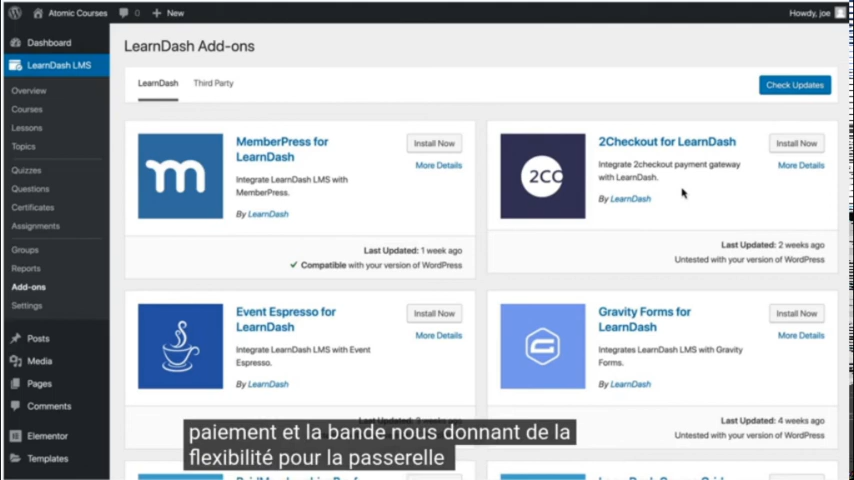 Atomic Courses
0
New
Howdy, joe
Dashboard
LearnDash LMS
Overview
Courses
Lessons
Topics
Quizzes
Questions
Certificates
Assignments
Groups
Reports
Add-ons
Settings
Posts
Media
Pages
Comments
Elementor
Templates
LearnDash Add-ons
LearnDash
Third Party
Check Updates
m
MemberPress for
LearnDash
Install Now
More Details
Integrate LearnDash LMS with
MemberPress.
By LearnDash
Last Updated: 1 week ago
✓ Compatible with your version of WordPress
2CC
2Checkout for LearnDash
Install Now
More Details
Integrate 2checkout payment gateway
with LearnDash.
By LearnDash
Last Updated: 2 weeks ago
Untested with your version of WordPress
Event Espresso for
LearnDash
Install Now
More Details
Integrate LearnDash LMS with Event
Espresso.
By LearnDash
Gravity Forms for
LearnDash
Install Now
More Details
Integrates LearnDash LMS with Gravity
Forms.
By LearnDash
Last Updated: 4 weeks ago
Untested with your version of WordPress
paiement et la bande nous donnant de la
flexibilité pour la passerelle